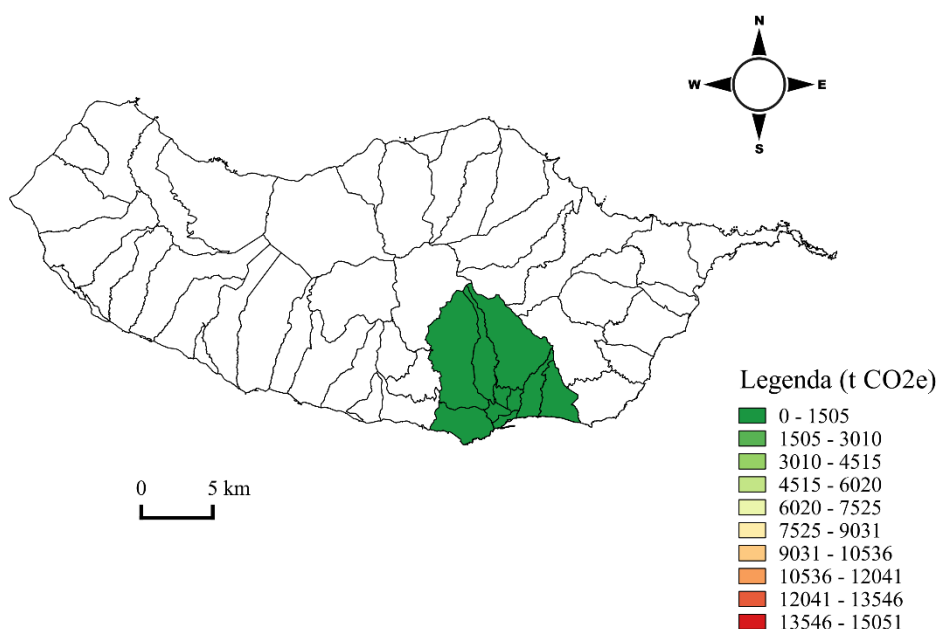 N
W E
S
Legenda (t CO2e)
0 - 1505
1505 - 3010
3010 - 4515
4515 - 6020
6020 - 7525
7525 - 9031
9031 - 10536
10536 - 12041
12041 - 13546
13546 - 15051
0 5 km